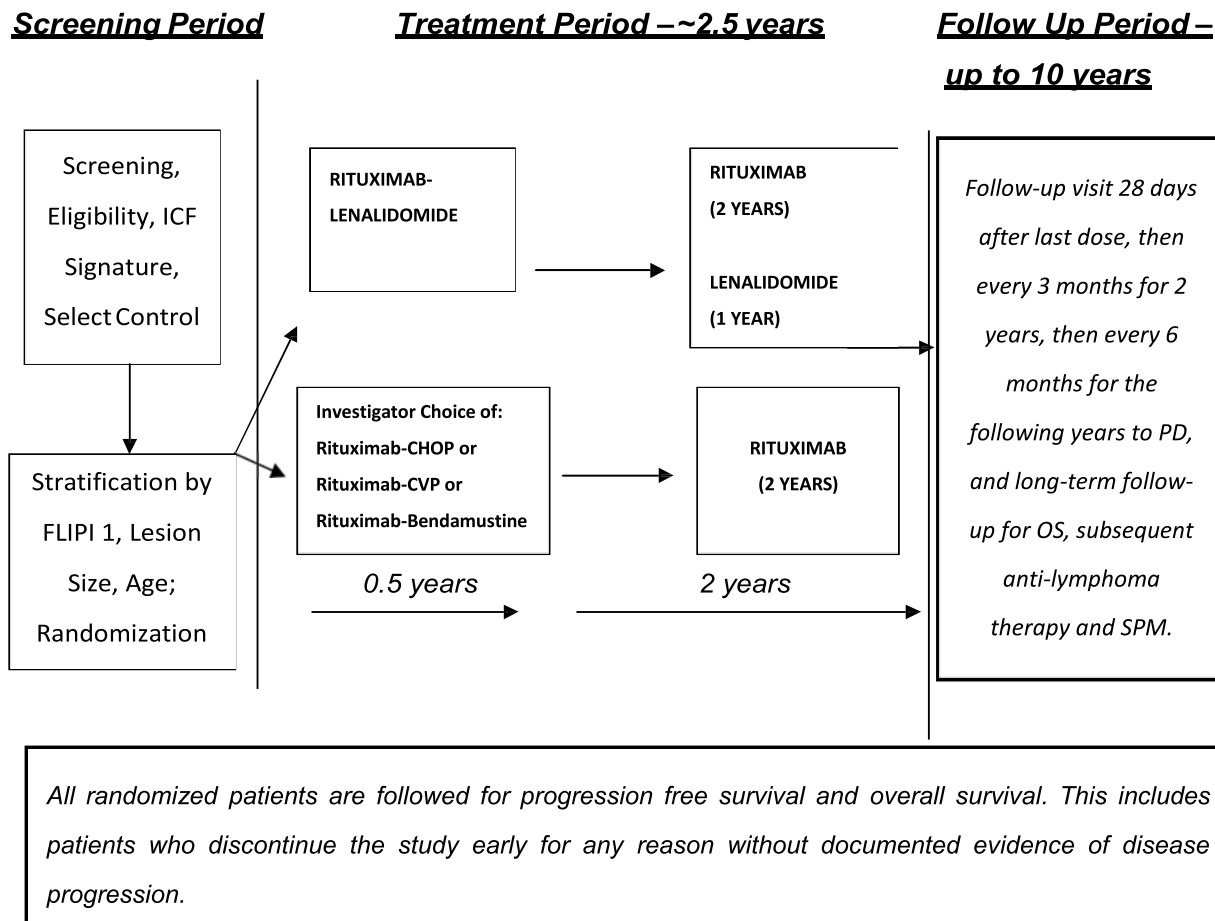 Screening Period
Treatment Period – ~2.5 years
Follow Up Period –
up to 10 years
Screening,
Eligibility, ICF
Signature,
Select Control
Stratification by
FLIPI 1, Lesion
Size, Age;
Randomization
RITUXIMAB-
LENALIDOMIDE
RITUXIMAB
(2 YEARS)
LENALIDOMIDE
(1 YEAR)
Investigator Choice of:
Rituximab-CHOP or
Rituximab-CVP or
Rituximab-Bendamustine
RITUXIMAB
(2 YEARS)
0.5 years
2 years
Follow-up visit 28 days
after last dose, then
every 3 months for 2
years, then every 6
months for the
following years to PD,
and long-term follow-
up for OS, subsequent
anti-lymphoma
therapy and SPM.
All randomized patients are followed for progression free survival and overall survival. This includes
patients who discontinue the study early for any reason without documented evidence of disease
progression.